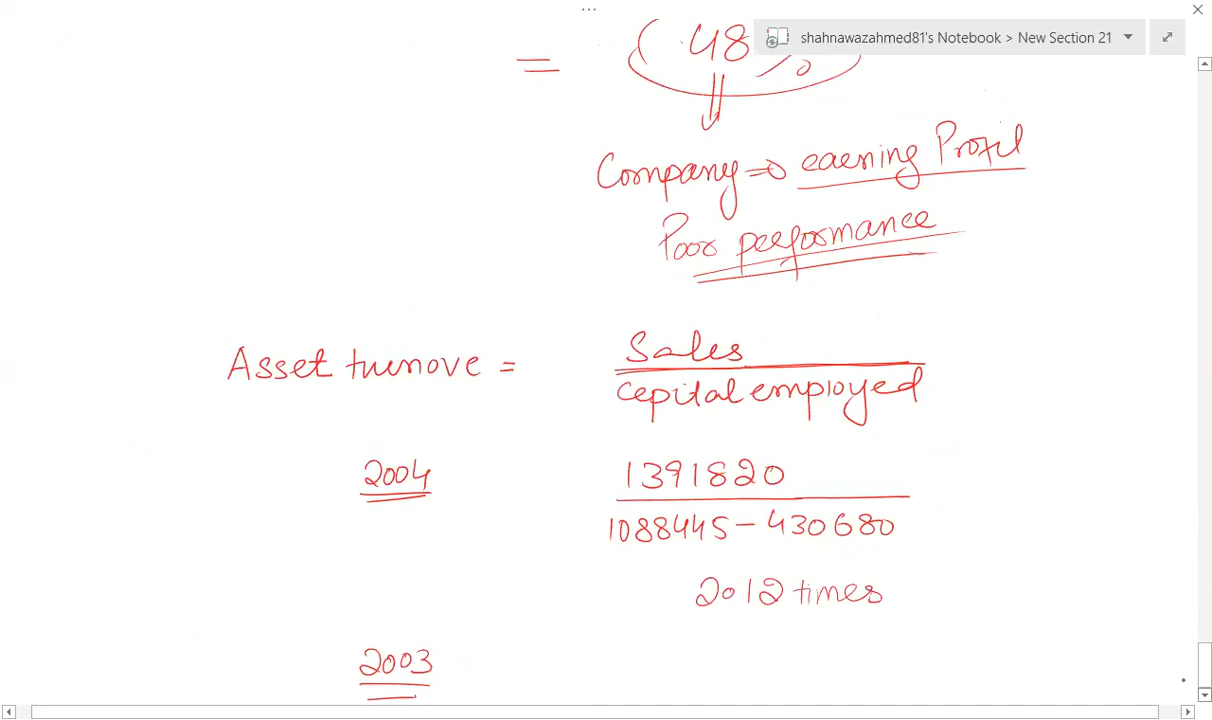 ...
shahnawazahmed81's Notebook > New Section 21
= ( 48 % )
Company => earning Profit
Poor performance
Asset turnove = Sales
cepital employed
2004 1391820
1088445 - 430680
2012 times
2003